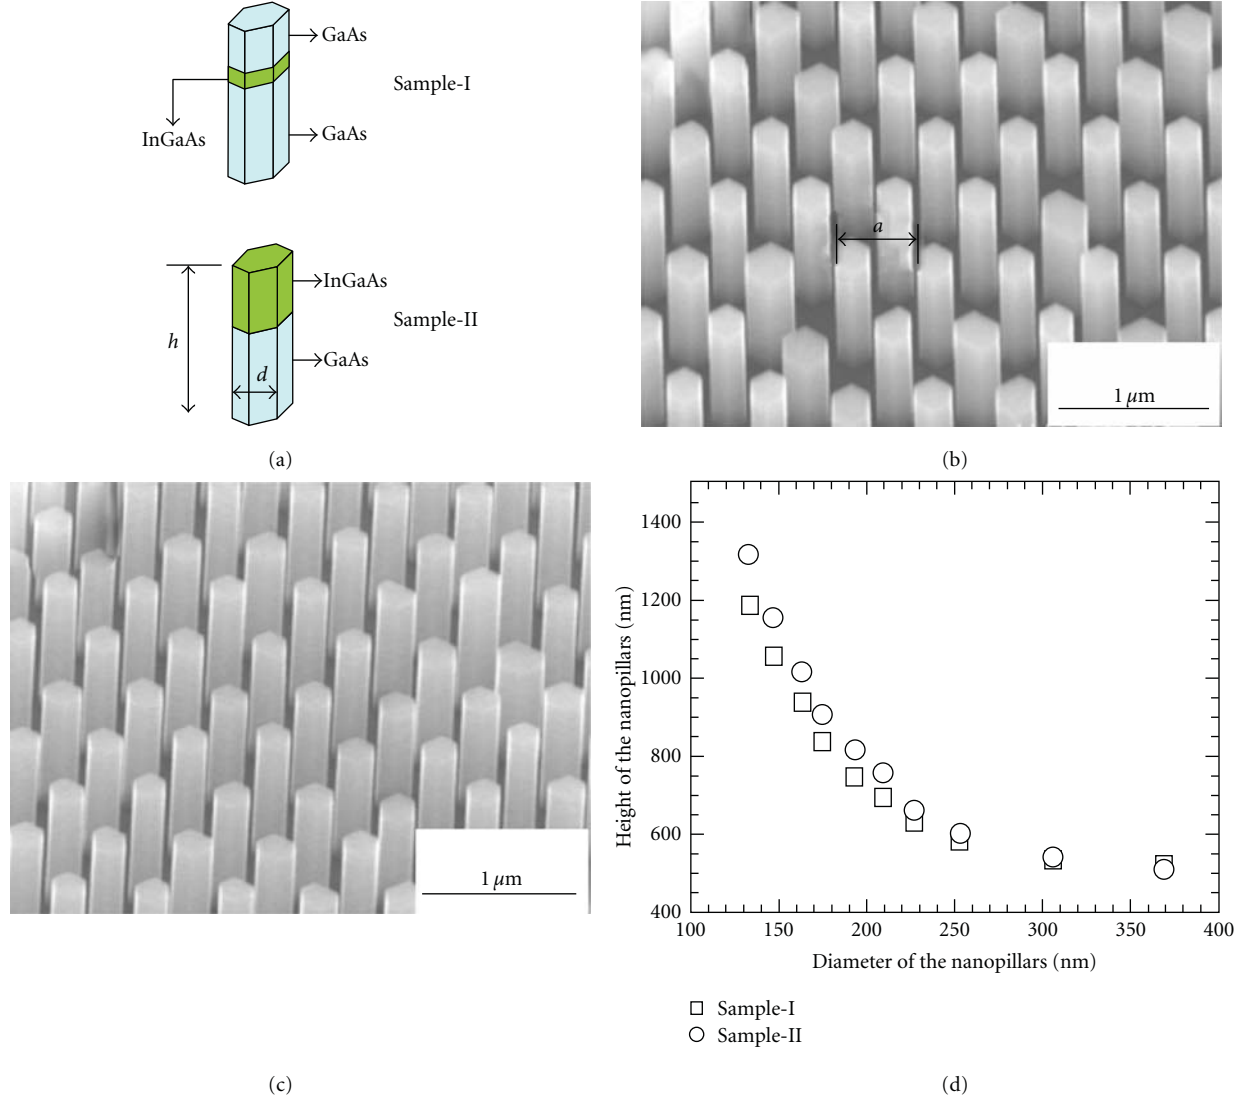 GaAs
Sample-I
InGaAs
GaAs
InGaAs
Sample-II
h
GaAs
d
(a)
a
1 μm
(b)
1 μm
(c)
1400
1200
1000
800
600
400
100 150 200 250 300 350 400
Height of the nanopillars (nm)
Diameter of the nanopillars (nm)
Sample-I
Sample-II
(d)